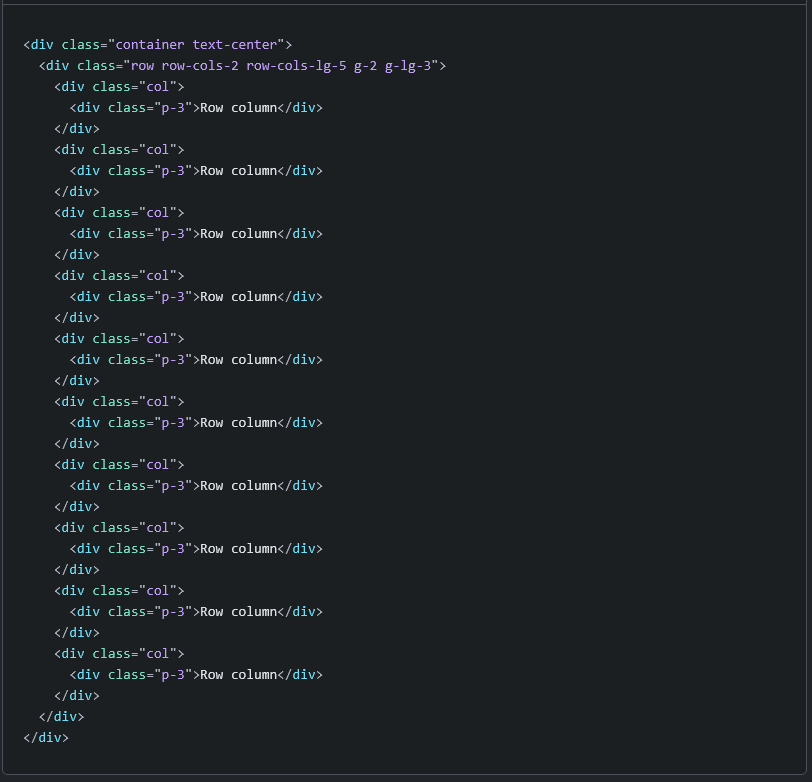 <div class="container text-center">
  <div class="row row-cols-2 row-cols-lg-5 g-2 g-lg-3">
    <div class="col">
      <div class="p-3">Row column</div>
    </div>
    <div class="col">
      <div class="p-3">Row column</div>
    </div>
    <div class="col">
      <div class="p-3">Row column</div>
    </div>
    <div class="col">
      <div class="p-3">Row column</div>
    </div>
    <div class="col">
      <div class="p-3">Row column</div>
    </div>
    <div class="col">
      <div class="p-3">Row column</div>
    </div>
    <div class="col">
      <div class="p-3">Row column</div>
    </div>
    <div class="col">
      <div class="p-3">Row column</div>
    </div>
    <div class="col">
      <div class="p-3">Row column</div>
    </div>
    <div class="col">
      <div class="p-3">Row column</div>
    </div>
  </div>
</div>